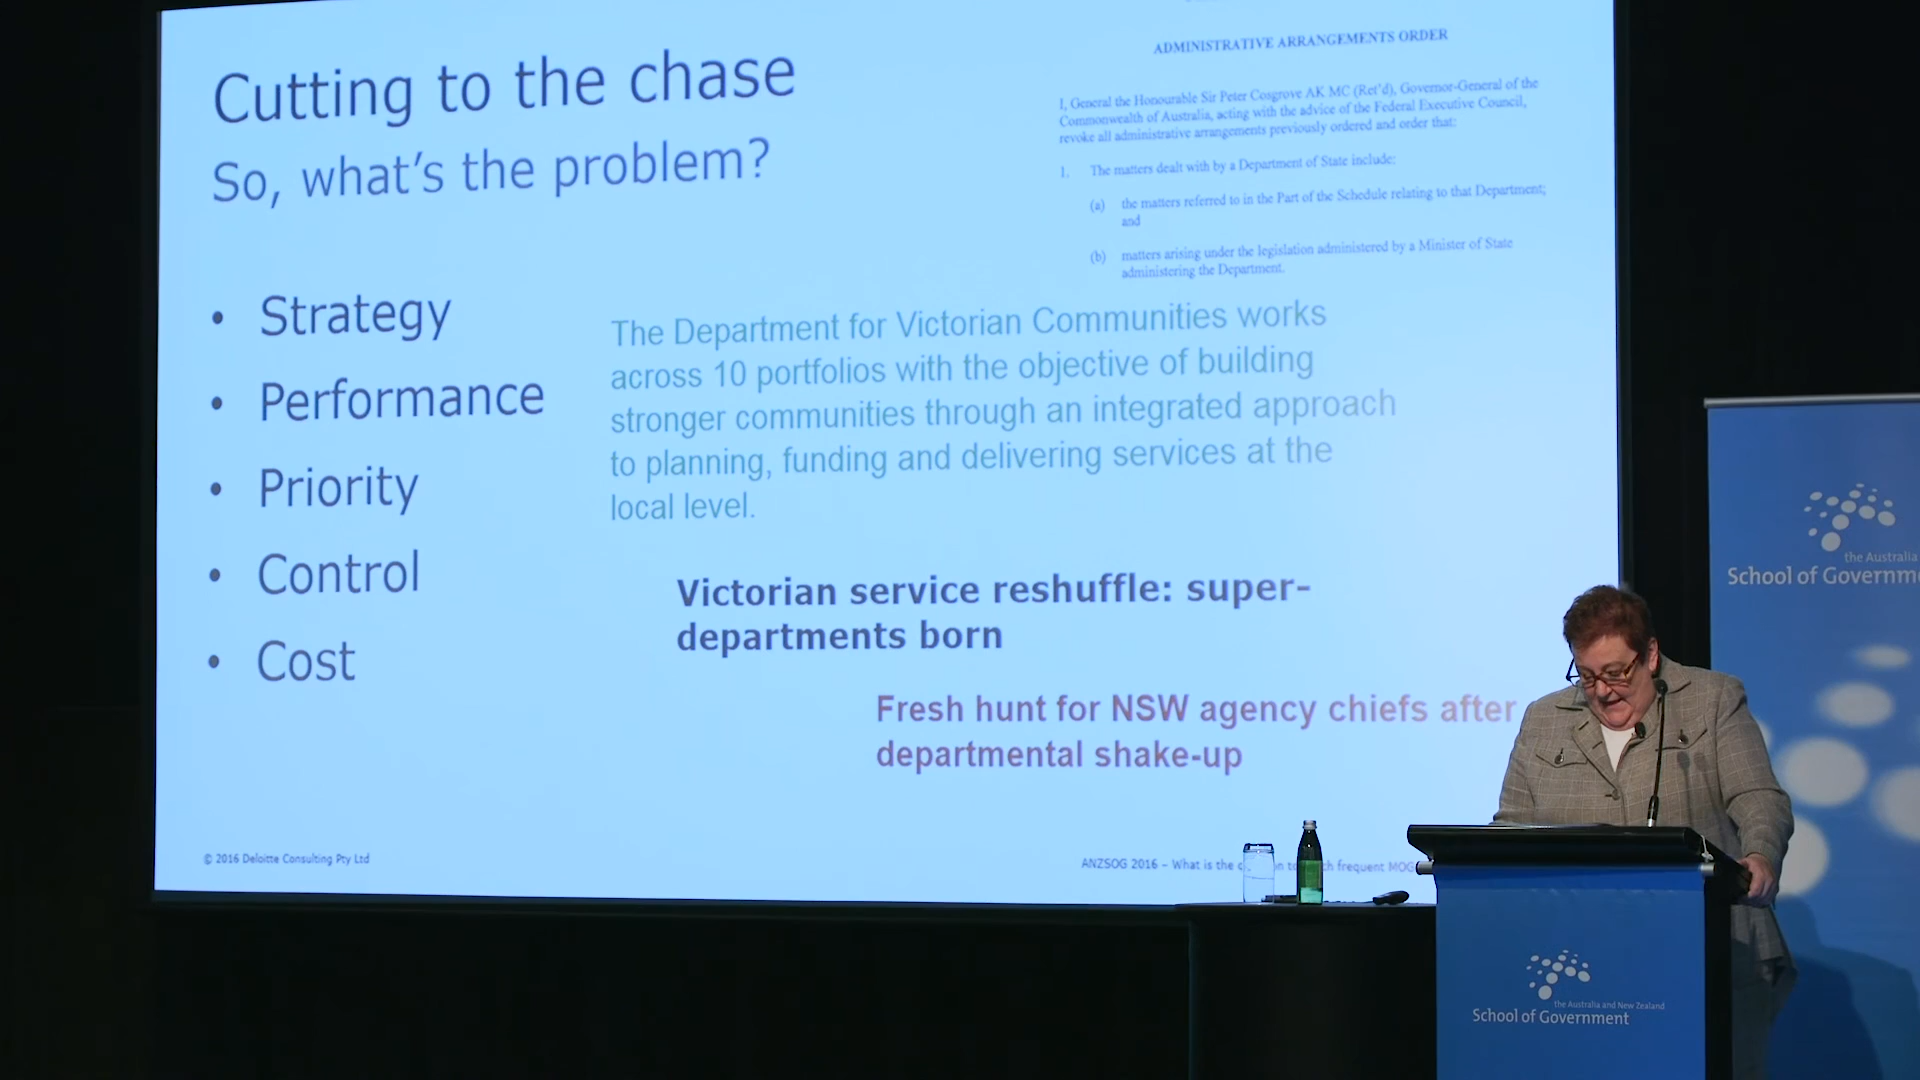 Cutting to the chase
So, what's the problem?
• Strategy
• Performance
• Priority
• Control
• Cost
ADMINISTRATIVE ARRANGEMENTS ORDER
I, General the Honourable Sir Peter Cosgrove AK MC (Ret'd), Governor-General of the
Commonwealth of Australia, acting with the advice of the Federal Executive Council,
revoke all administrative arrangements previously ordered and order that:
1. The matters dealt with by a Department of State include:
(a) the matters referred to in the Part of the Schedule relating to that Department;
and
(b) matters arising under the legislation administered by a Minister of State
administering the Department.
The Department for Victorian Communities works
across 10 portfolios with the objective of building
stronger communities through an integrated approach
to planning, funding and delivering services at the
local level.
Victorian service reshuffle: super-
departments born
Fresh hunt for NSW agency chiefs after
departmental shake-up
© 2016 Deloitte Consulting Pty Ltd
ANZSOG 2016 – What is the frequent MOG
the Australia
School of Governme
the Australia and New Zealand
School of Government